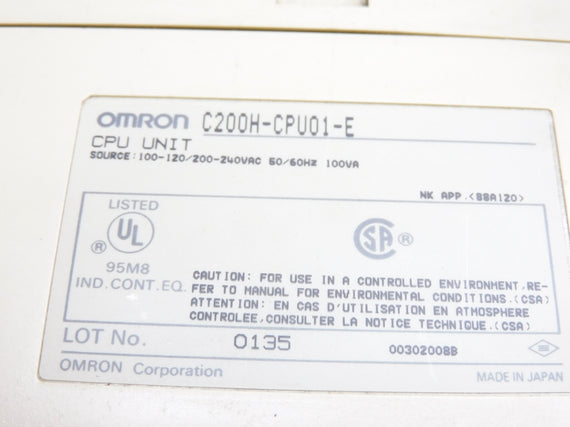 OMRON C200H-CPU01-E
CPU UNIT
SOURCE:100-120/200-240VAC 50/60HZ 100VA
NK APP.<88A120>
LISTED
UL ®
95M8
IND.CONT.EQ.
CSA ®
CAUTION: FOR USE IN A CONTROLLED ENVIRONMENT.RE-
FER TO MANUAL FOR ENVIRONMENTAL CONDITIONS.(CSA)
ATTENTION: EN CAS D'UTILISATION EN ATMOSPHERE
CONTROLEE,CONSULTER LA NOTICE TECHNIQUE.(CSA)
LOT No. 0135 00302008B
OMRON Corporation MADE IN JAPAN